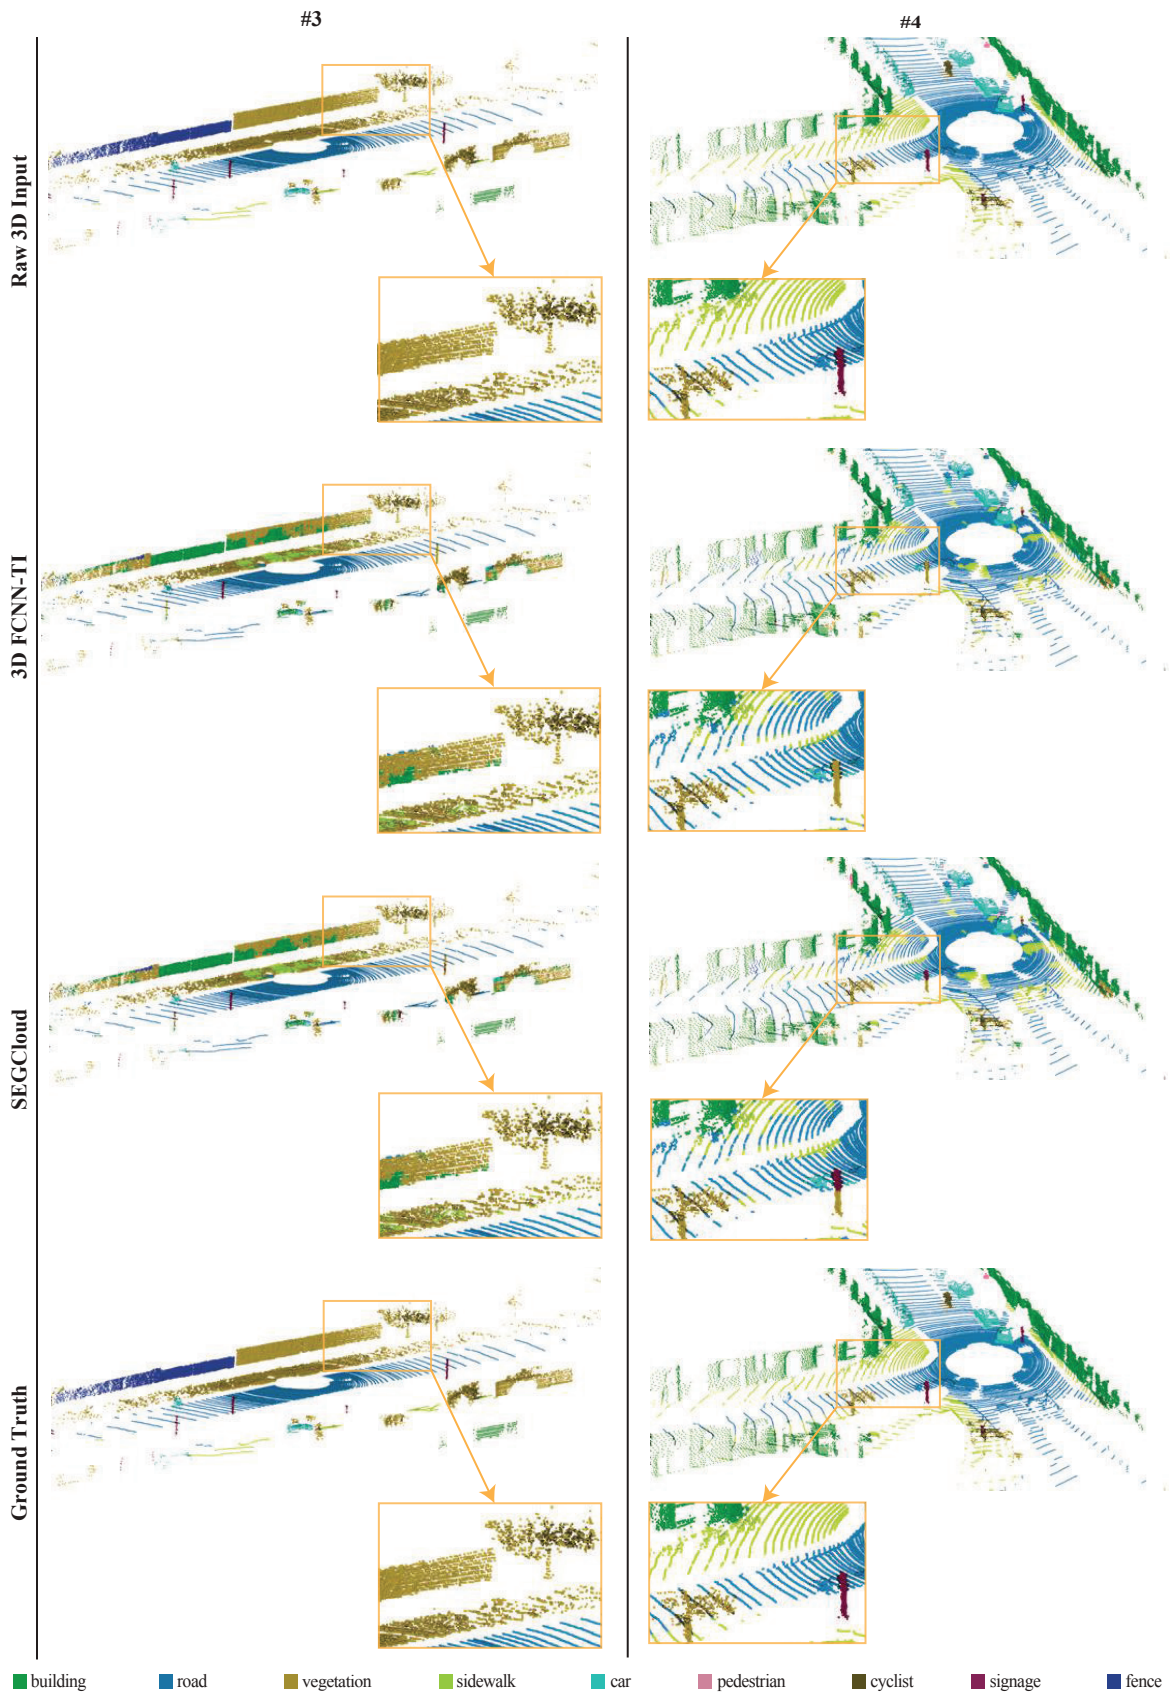 #3
#4
Raw 3D Input
3D FCNN-TI
SEGCloud
Ground Truth
building road vegetation sidewalk car pedestrian cyclist signage fence